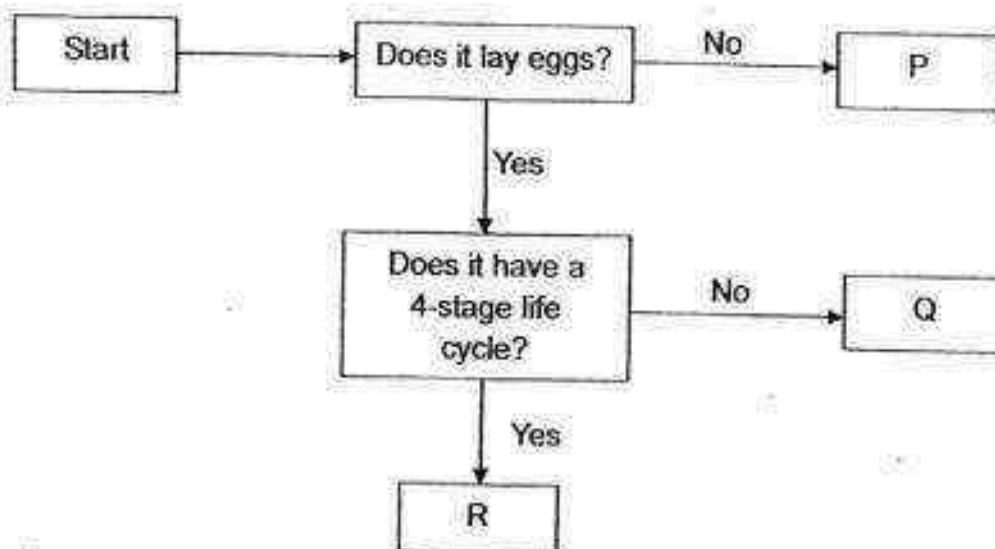 Start
Does it lay eggs?
No
P
Yes
Does it have a
4-stage life
cycle?
No
Q
Yes
R